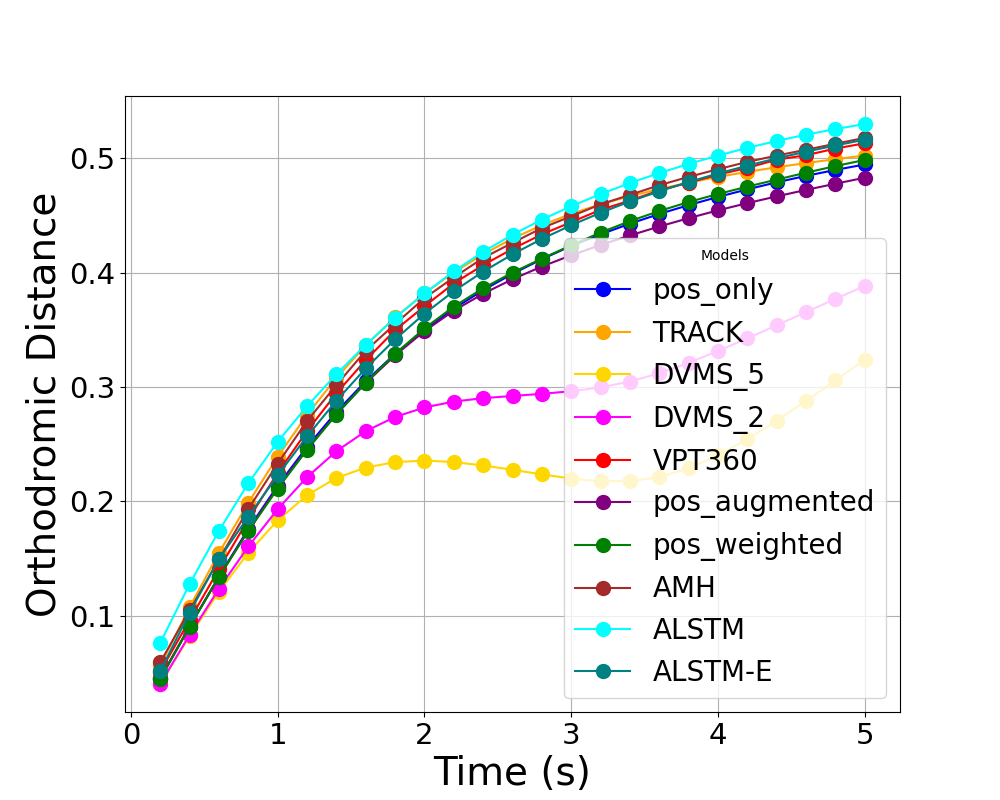 Orthodromic Distance
0.5
0.4
0.3
0.2
0.1
Models
pos_only
TRACK
DVMS_5
DVMS_2
VPT360
pos_augmented
pos_weighted
AMH
ALSTM
ALSTM-E
0 1 2 3 4 5
Time (s)